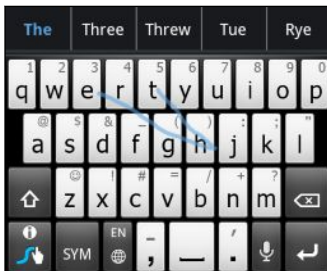 The Three Threw Tue Rye
1 2 3 4 5 6 7 8 9 0
q w e r t y u i o p
@ $ & _ ( ) : ; "
a s d f g h j k l
! # = / + ?
z x c v b n m
i SYM EN - ; ' .